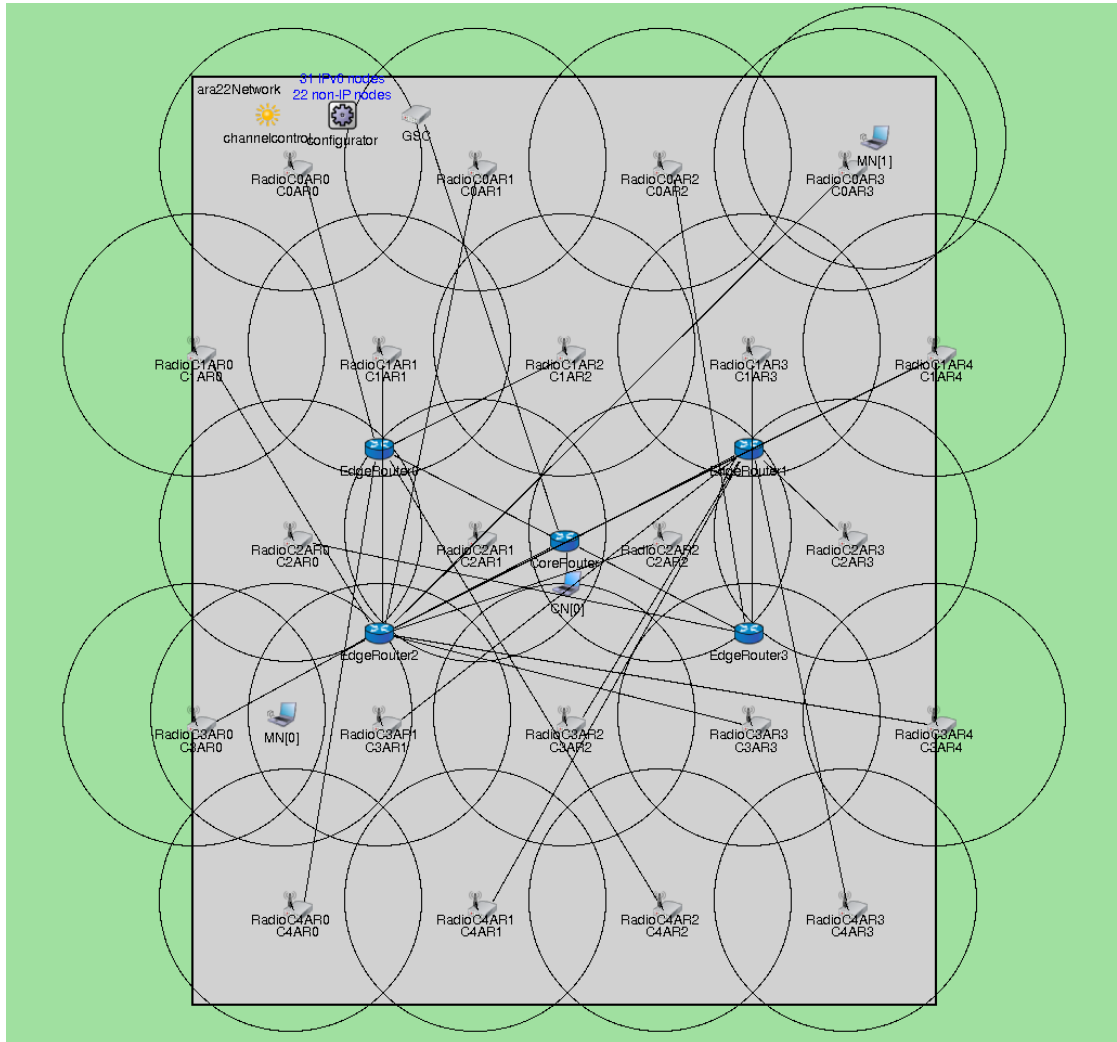 31 IPv6 nodes
22 non-IP nodes
ara22Network
channelcontrol
configurator
GSC
MN[1]
RadioC0AR0
C0AR0
RadioC0AR1
C0AR1
RadioC0AR2
C0AR2
RadioC0AR3
C0AR3
RadioC1AR0
C1AR0
RadioC1AR1
C1AR1
RadioC1AR2
C1AR2
RadioC1AR3
C1AR3
RadioC1AR4
C1AR4
EdgeRouter0
EdgeRouter1
RadioC2AR0
C2AR0
RadioC2AR1
C2AR1
CoreRouter
RadioC2AR2
C2AR2
RadioC2AR3
C2AR3
CN[0]
EdgeRouter2
EdgeRouter3
RadioC3AR0
C3AR0
MN[0]
RadioC3AR1
C3AR1
RadioC3AR2
C3AR2
RadioC3AR3
C3AR3
RadioC3AR4
C3AR4
RadioC4AR0
C4AR0
RadioC4AR1
C4AR1
RadioC4AR2
C4AR2
RadioC4AR3
C4AR3